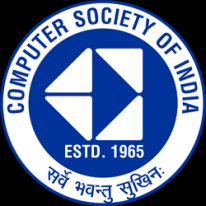 COMPUTER SOCIETY OF INDIA
ESTD. 1965
सर्वे भवन्तु सुखिनः